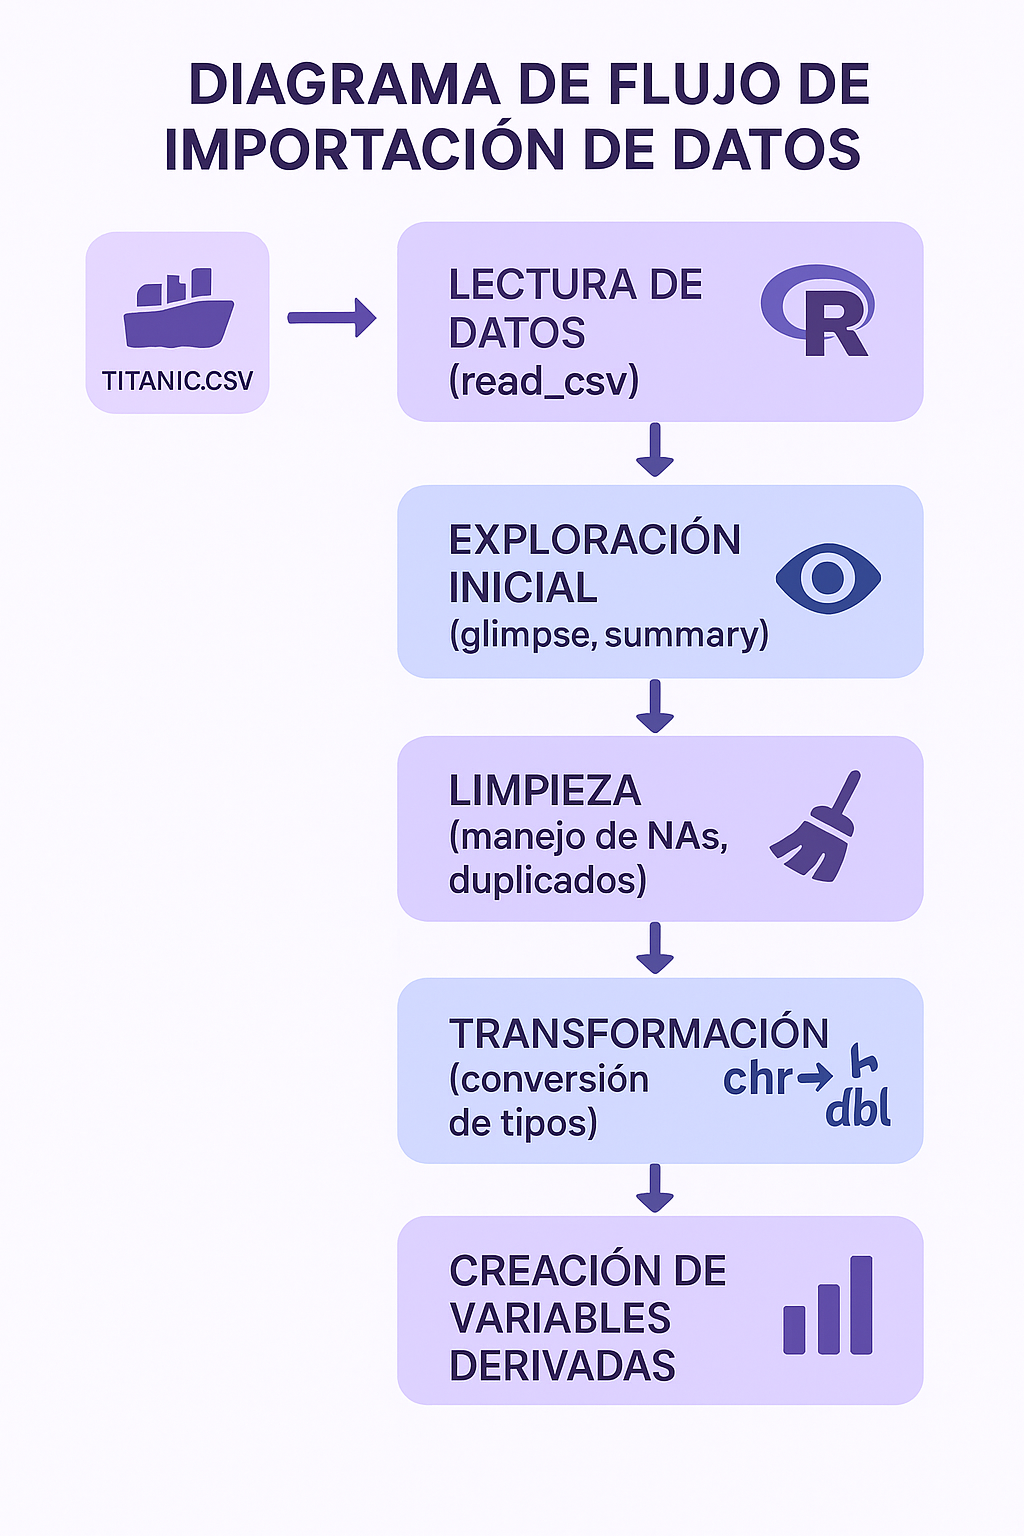 DIAGRAMA DE FLUJO DE
IMPORTACIÓN DE DATOS
TITANIC.CSV
LECTURA DE
DATOS
(read_csv)
R
EXPLORACIÓN
INICIAL
(glimpse, summary)
LIMPIEZA
(manejo de NAs,
duplicados)
TRANSFORMACIÓN
(conversión
de tipos)
chr→
dbl
CREACIÓN DE
VARIABLES
DERIVADAS